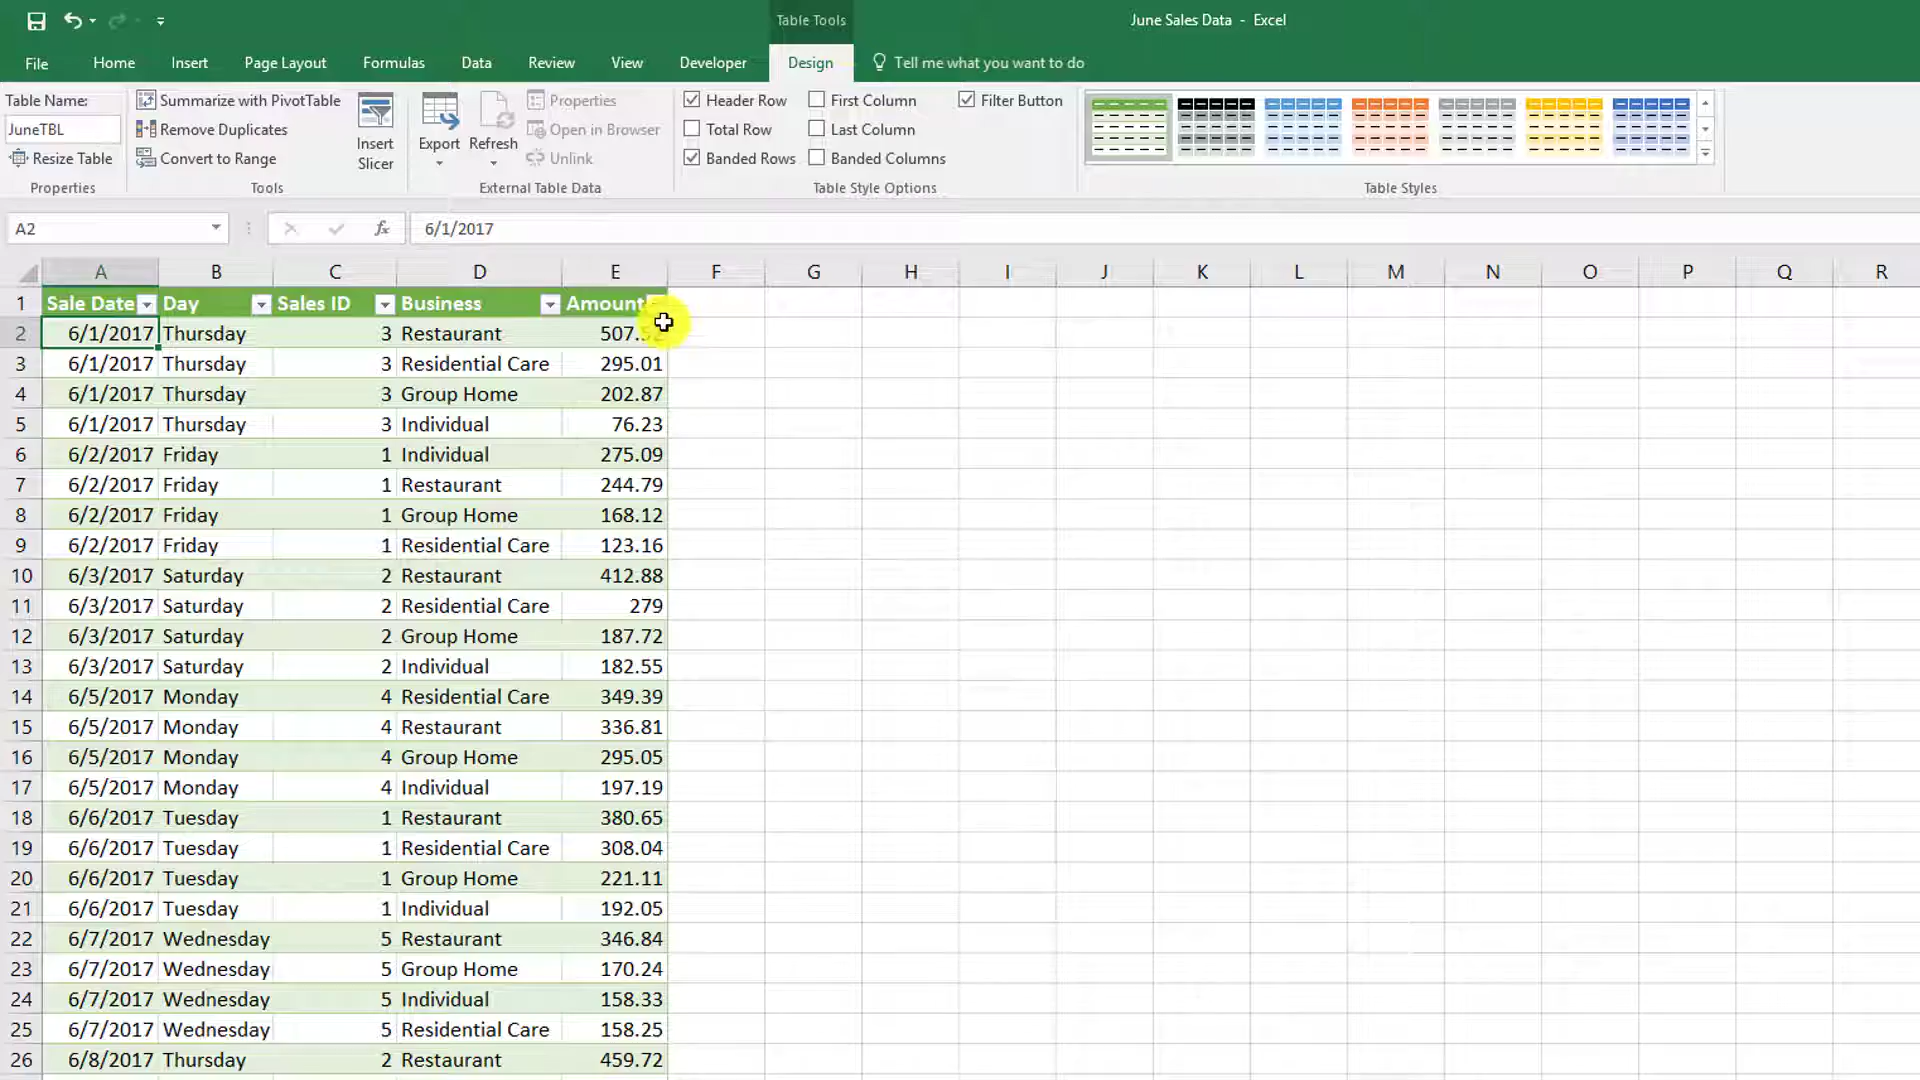 Table Tools
June Sales Data - Excel
File Home Insert Page Layout Formulas Data Review View Developer Design Tell me what you want to do
Table Name:
JuneTBL
Resize Table
Properties
Summarize with PivotTable
Remove Duplicates
Convert to Range
Tools
Insert
Slicer
Export
Refresh
Properties
Open in Browser
Unlink
External Table Data
Header Row First Column Filter Button
Total Row Last Column
Banded Rows Banded Columns
Table Style Options
Table Styles
A2 fx 6/1/2017
A B C D E F G H I J K L M N O P Q R
1 Sale Date Day Sales ID Business Amount
2 6/1/2017 Thursday 3 Restaurant
3 6/1/2017 Thursday 3 Residential Care 295.01
4 6/1/2017 Thursday 3 Group Home 202.87
5 6/1/2017 Thursday 3 Individual 76.23
6 6/2/2017 Friday 1 Individual 275.09
7 6/2/2017 Friday 1 Restaurant 244.79
8 6/2/2017 Friday 1 Group Home 168.12
9 6/2/2017 Friday 1 Residential Care 123.16
10 6/3/2017 Saturday 2 Restaurant 412.88
11 6/3/2017 Saturday 2 Residential Care 279
12 6/3/2017 Saturday 2 Group Home 187.72
13 6/3/2017 Saturday 2 Individual 182.55
14 6/5/2017 Monday 4 Residential Care 349.39
15 6/5/2017 Monday 4 Restaurant 336.81
16 6/5/2017 Monday 4 Group Home 295.05
17 6/5/2017 Monday 4 Individual 197.19
18 6/6/2017 Tuesday 1 Restaurant 380.65
19 6/6/2017 Tuesday 1 Residential Care 308.04
20 6/6/2017 Tuesday 1 Group Home 221.11
21 6/6/2017 Tuesday 1 Individual 192.05
22 6/7/2017 Wednesday 5 Restaurant 346.84
23 6/7/2017 Wednesday 5 Group Home 170.24
24 6/7/2017 Wednesday 5 Individual 158.33
25 6/7/2017 Wednesday 5 Residential Care 158.25
26 6/8/2017 Thursday 2 Restaurant 459.72